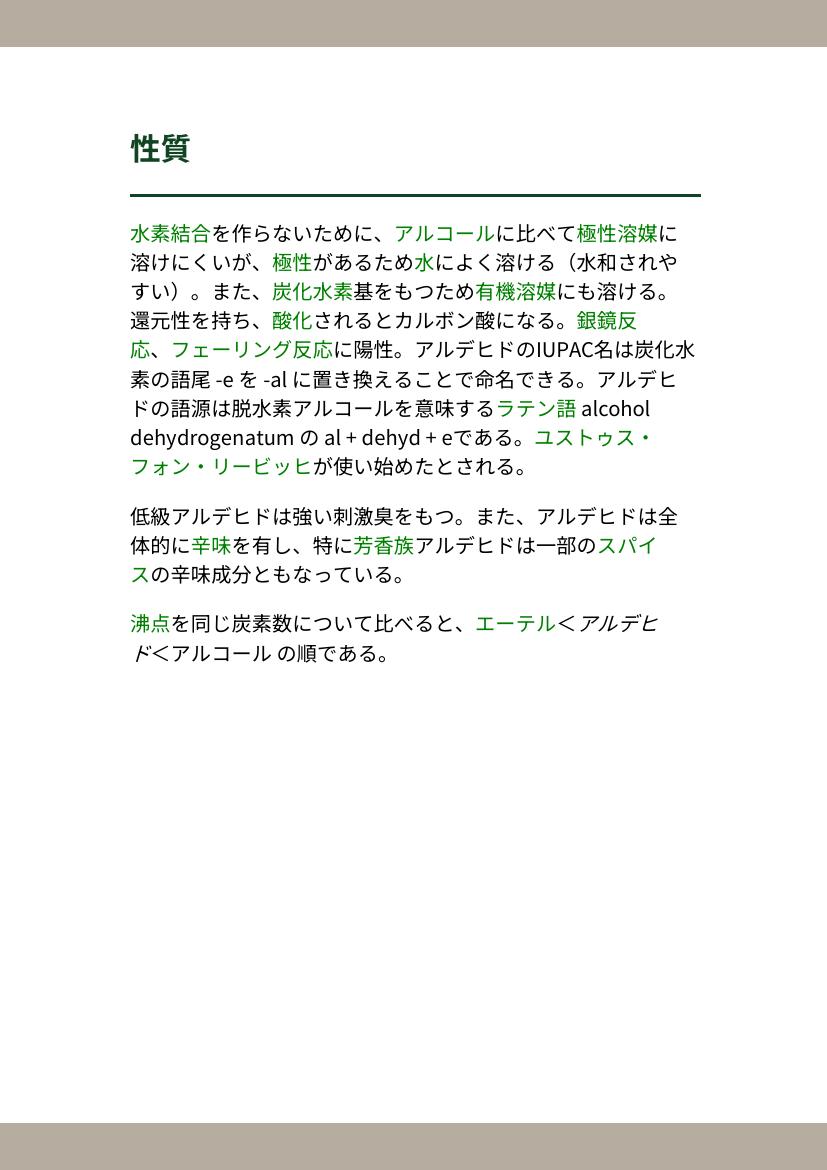 性質
水素結合を作らないために、アルコールに比べて極性溶媒に
溶けにくいが、極性があるため水によく溶ける（水和されや
すい）。また、炭化水素基をもつため有機溶媒にも溶ける。
還元性を持ち、酸化されるとカルボン酸になる。銀鏡反
応、フェーリング反応に陽性。アルデヒドのIUPAC名は炭化水
素の語尾 -e を -al に置き換えることで命名できる。アルデヒ
ドの語源は脱水素アルコールを意味するラテン語 alcohol
dehydrogenatum の al + dehyd + eである。ユストゥス・
フォン・リービッヒが使い始めたとされる。
低級アルデヒドは強い刺激臭をもつ。また、アルデヒドは全
体的に辛味を有し、特に芳香族アルデヒドは一部のスパイ
スの辛味成分ともなっている。
沸点を同じ炭素数について比べると、エーテル＜アルデヒ
ド＜アルコール の順である。